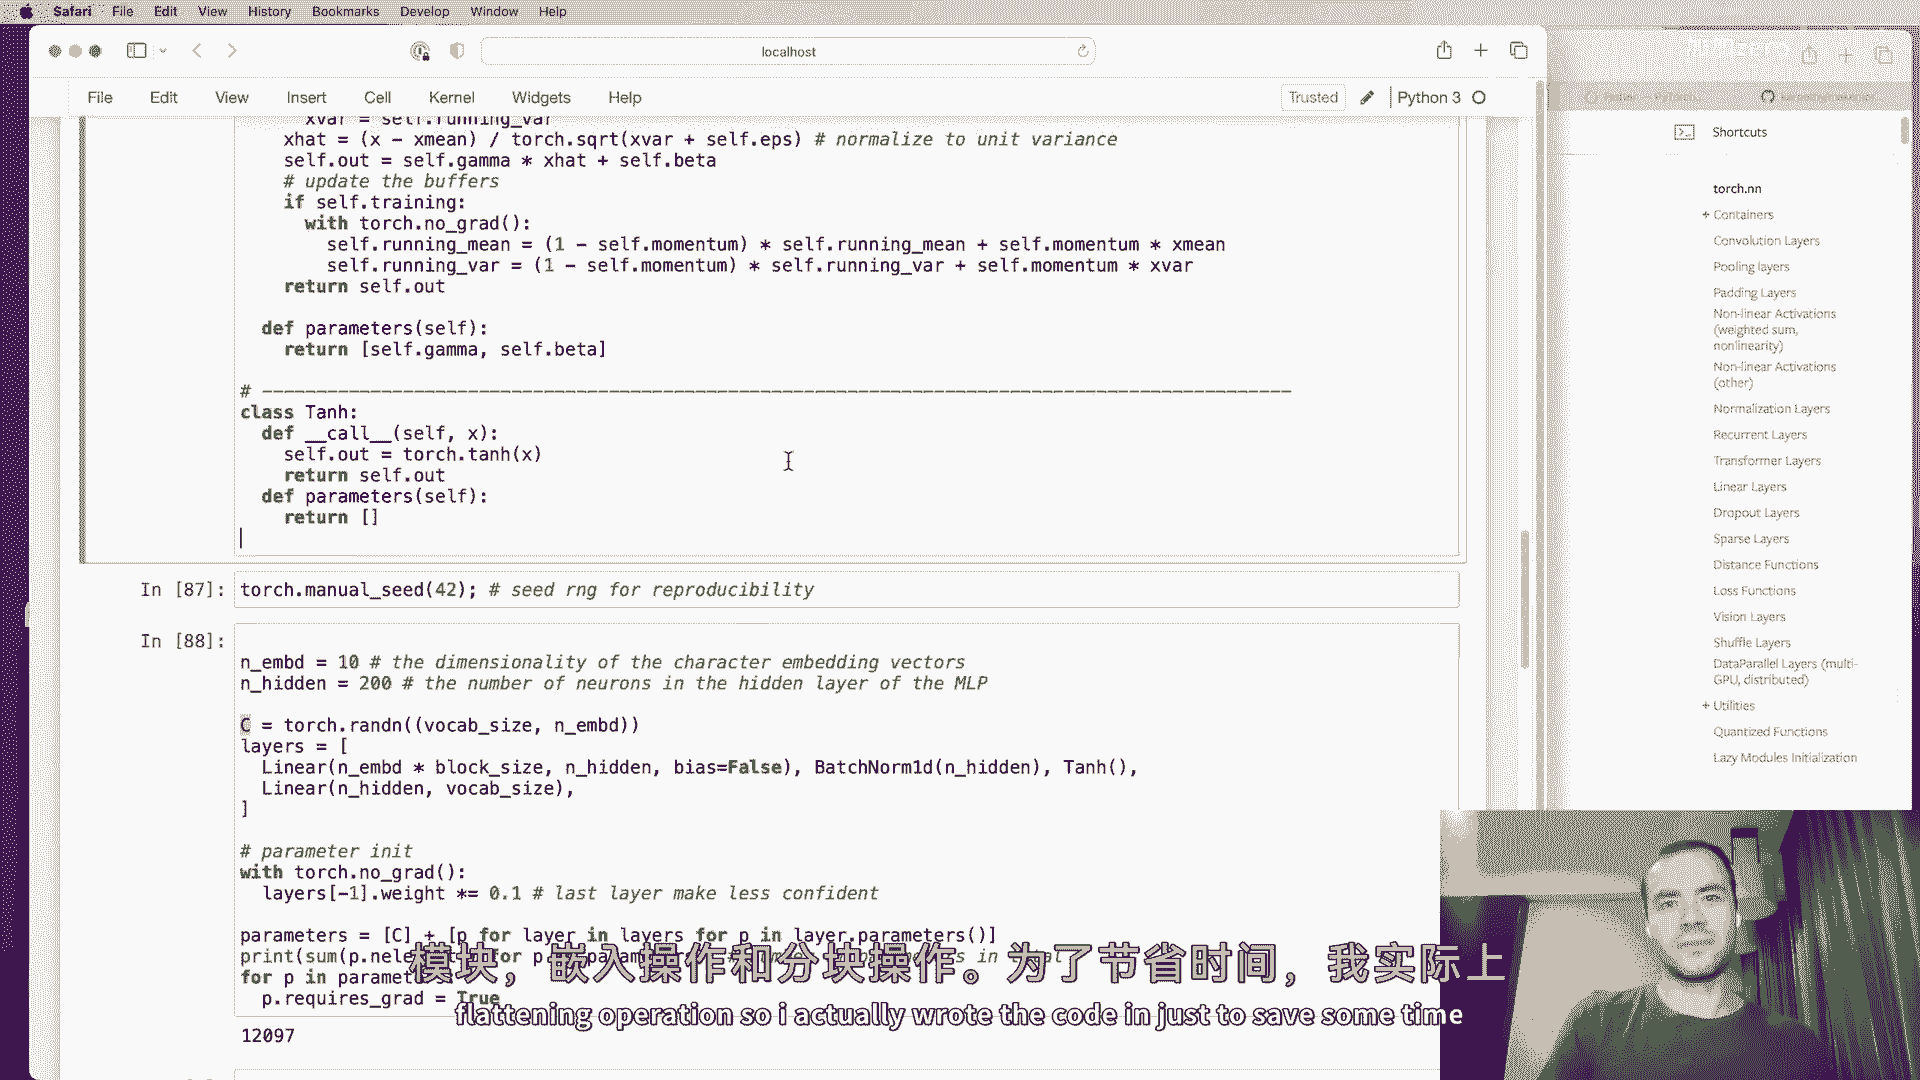 Safari File Edit View History Bookmarks Develop Window Help
localhost
File Edit View Insert Cell Kernel Widgets Help
Trusted
Python 3
xvar = self.running_var
xhat = (x - xmean) / torch.sqrt(xvar + self.eps) # normalize to unit variance
self.out = self.gamma * xhat + self.beta
# update the buffers
if self.training:
with torch.no_grad():
self.running_mean = (1 - self.momentum) * self.running_mean + self.momentum * xmean
self.running_var = (1 - self.momentum) * self.running_var + self.momentum * xvar
return self.out
def parameters(self):
return [self.gamma, self.beta]
# ------------------------------------------------------------------------------------------------
class Tanh:
def __call__(self, x):
self.out = torch.tanh(x)
return self.out
def parameters(self):
return []
In [87]: torch.manual_seed(42); # seed rng for reproducibility
In [88]:
n_embd = 10 # the dimensionality of the character embedding vectors
n_hidden = 200 # the number of neurons in the hidden layer of the MLP
C = torch.randn((vocab_size, n_embd))
layers = [
Linear(n_embd * block_size, n_hidden, bias=False), BatchNorm1d(n_hidden), Tanh(),
Linear(n_hidden, vocab_size),
]
# parameter init
with torch.no_grad():
layers[-1].weight *= 0.1 # last layer make less confident
parameters = [C] + [p for layer in layers for p in layer.parameters()]
print(sum(p.nele
for p in
in
for p in paramet
p.requires_grad = True
12097
模块，嵌入操作和分块操作。为了节省时间，我实际上
flattening operation so i actually wrote the code in just to save some time
Shortcuts
torch.nn
+ Containers
Convolution Layers
Pooling layers
Padding Layers
Non-linear Activations
(weighted sum,
nonlinearity)
Non-linear Activations
(other)
Normalization Layers
Recurrent Layers
Transformer Layers
Linear Layers
Dropout Layers
Sparse Layers
Distance Functions
Loss Functions
Vision Layers
Shuffle Layers
DataParallel Layers (multi-
GPU, distributed)
+ Utilities
Quantized Functions
Lazy Modules Initialization